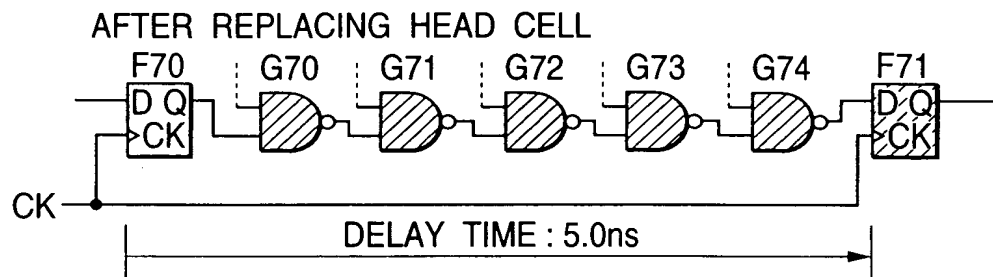 AFTER REPLACING HEAD CELL
F70 G70 G71 G72 G73 G74 F71
D Q D Q
CK CK
CK
DELAY TIME : 5.0ns